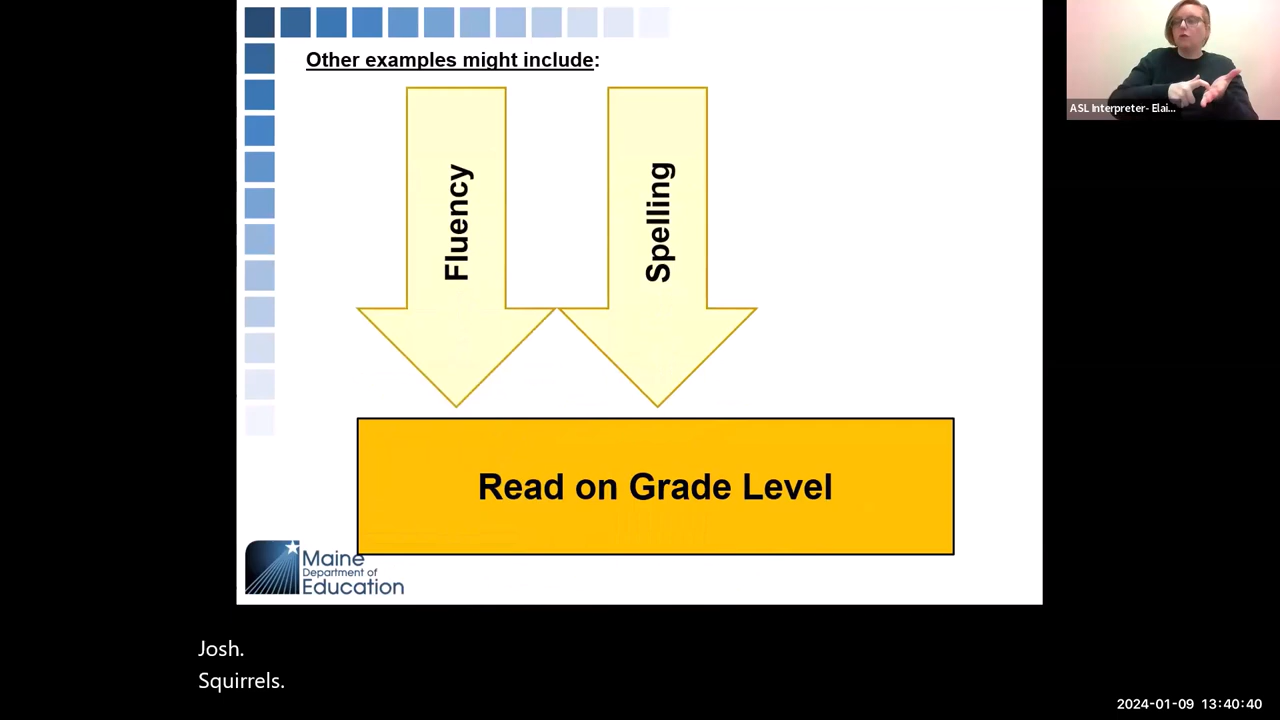 Other examples might include:
ASL Interpreter- Elai...
Fluency
Spelling
Read on Grade Level
Maine
Department of
Education
Josh.
Squirrels.
2024-01-09 13:40:40